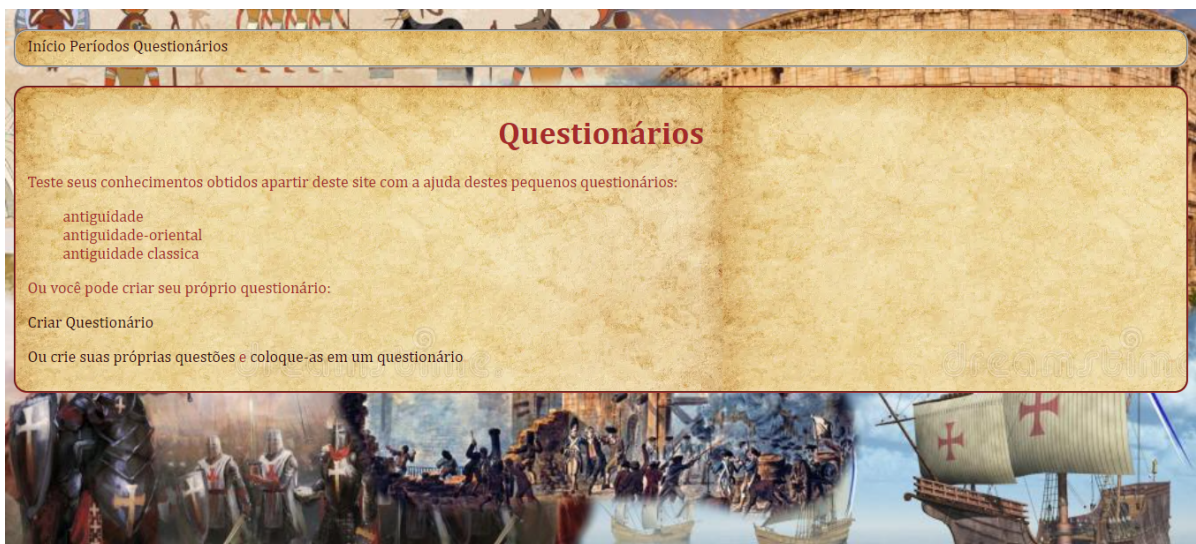 Início Períodos Questionários
Questionários
Teste seus conhecimentos obtidos apartir deste site com a ajuda destes pequenos questionários:
antiguidade
antiguidade-oriental
antiguidade classica
Ou você pode criar seu próprio questionário:
Criar Questionário
Ou crie suas próprias questões e coloque-as em um questionário